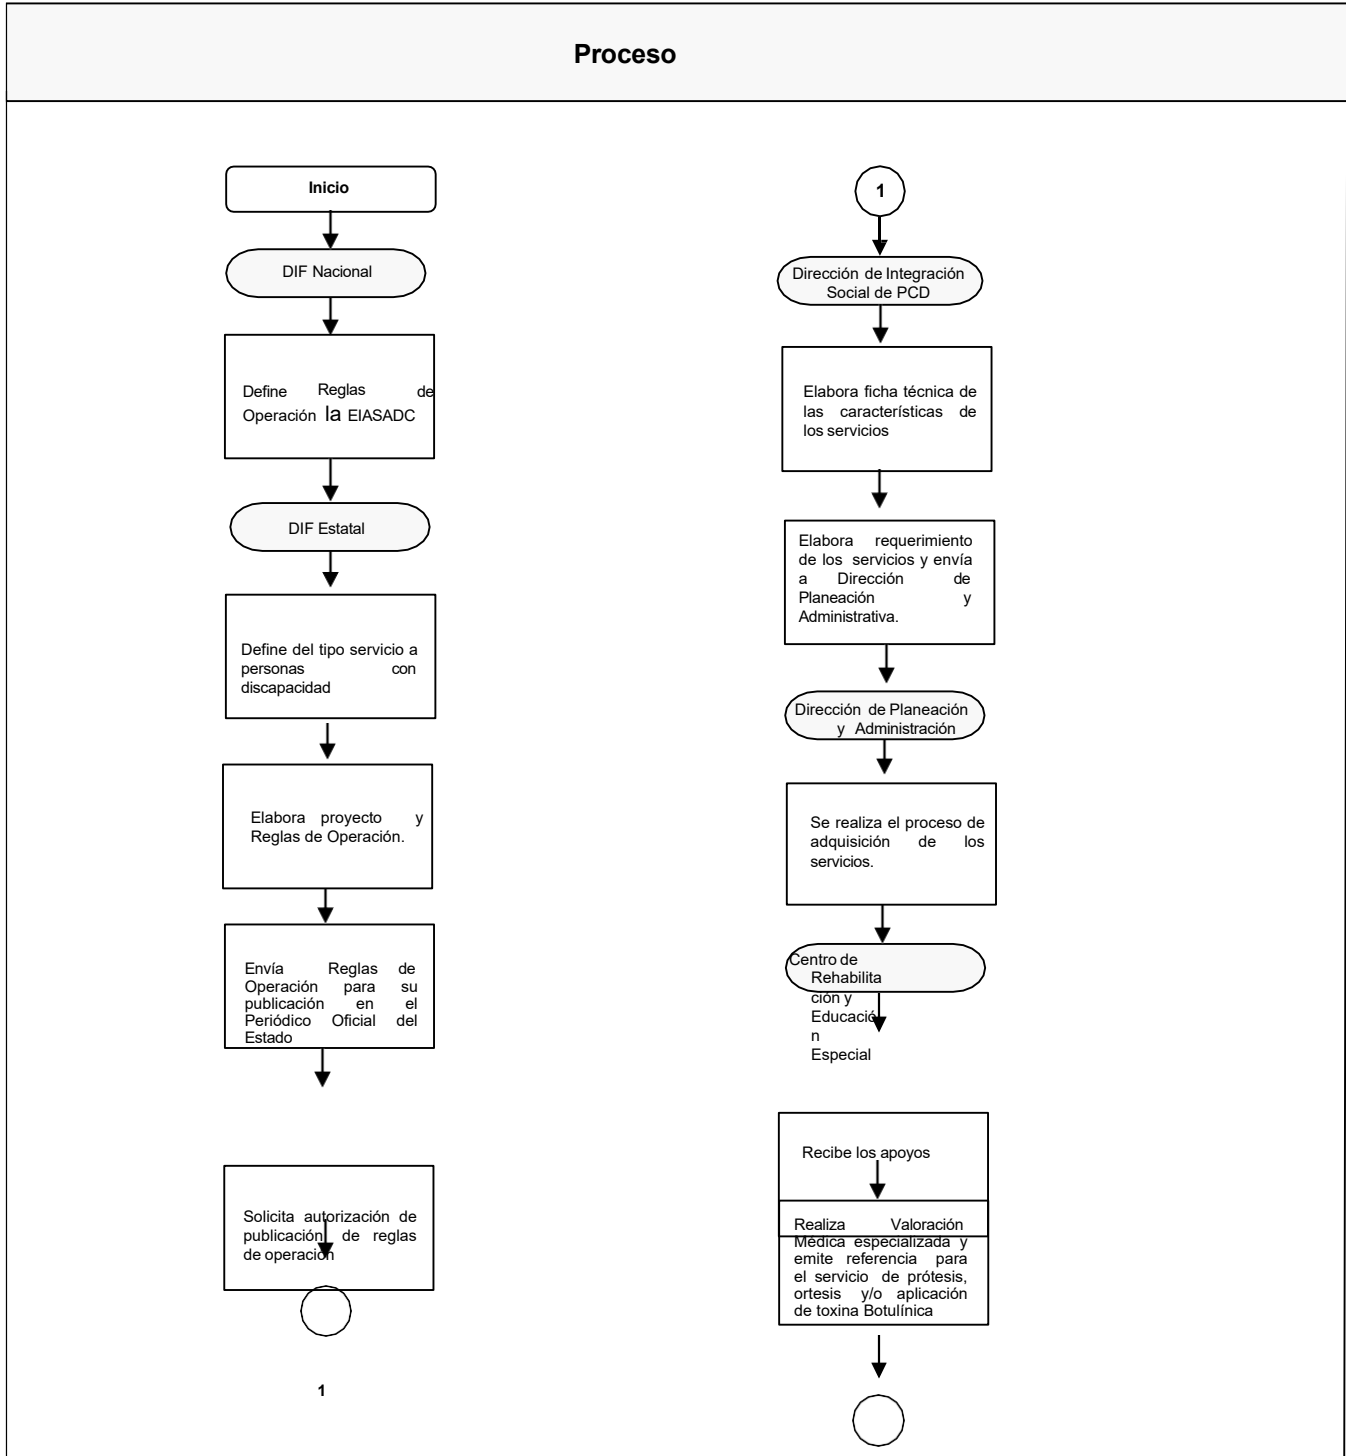 Proceso
Inicio
DIF Nacional
Define Reglas de
Operación la EIASADC
DIF Estatal
Define del tipo servicio a
personas con
discapacidad
Elabora proyecto y
Reglas de Operación.
Envía Reglas de
Operación para su
publicación en el
Periódico Oficial del
Estado
Solicita autorización de
publicación de reglas
de operación
1
1
Dirección de Integración
Social de PCD
Elabora ficha técnica de
las características de
los servicios
Elabora requerimiento
de los servicios y envía
a Dirección de
Planeación y
Administrativa.
Dirección de Planeación
y Administración
Se realiza el proceso de
adquisición de los
servicios.
Centro de
Rehabilita
ción y
Educació
n
Especial
Recibe los apoyos
Realiza Valoración
Médica especializada y
emite referencia para
el servicio de prótesis,
ortesis y/o aplicación
de toxina Botulínica